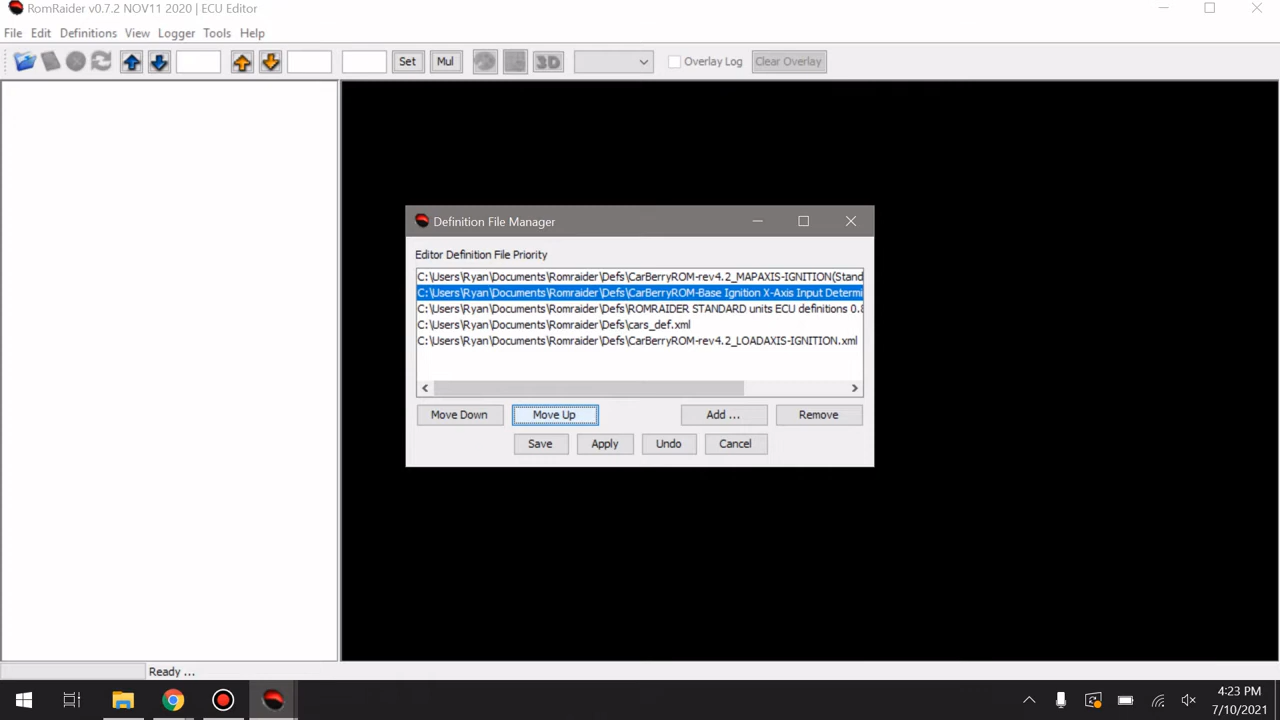 RomRaider v0.7.2 NOV11 2020 | ECU Editor
File Edit Definitions View Logger Tools Help
Set Mul 3D Overlay Log Clear Overlay
Definition File Manager
Editor Definition File Priority
C:\Users\Ryan\Documents\Romraider\Defs\CarBerryROM-rev4.2_MAPAXIS-IGNITION(Stand
C:\Users\Ryan\Documents\Romraider\Defs\CarBerryROM-Base Ignition X-Axis Input Determi
C:\Users\Ryan\Documents\Romraider\Defs\ROMRAIDER STANDARD units ECU definitions 0.8
C:\Users\Ryan\Documents\Romraider\Defs\cars_def.xml
C:\Users\Ryan\Documents\Romraider\Defs\CarBerryROM-rev4.2_LOADAXIS-IGNITION.xml
Move Down Move Up Add ... Remove
Save Apply Undo Cancel
Ready ...
4:23 PM
7/10/2021